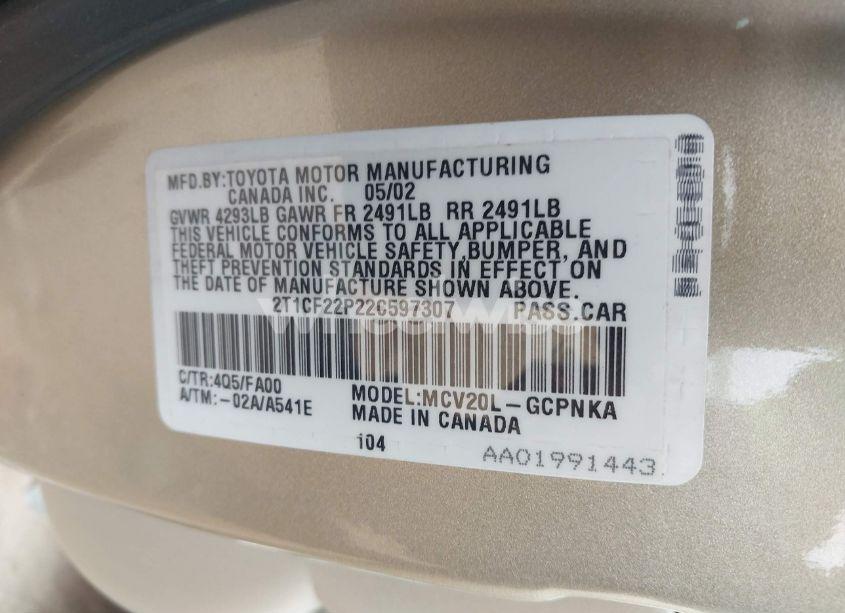 MFD.BY:TOYOTA MOTOR MANUFACTURING
CANADA INC. 05/02
GVWR 4293LB GAWR FR 2491LB RR 2491LB
THIS VEHICLE CONFORMS TO ALL APPLICABLE
FEDERAL MOTOR VEHICLE SAFETY,BUMPER, AND
THEFT PREVENTION STANDARDS IN EFFECT ON
THE DATE OF MANUFACTURE SHOWN ABOVE.
2T1CF22P22C597307 PASS.CAR
C/TR:4Q5/FA00
A/TM:-02A/A541E
MODEL:MCV20L-GCPNKA
MADE IN CANADA
104
AA01991443